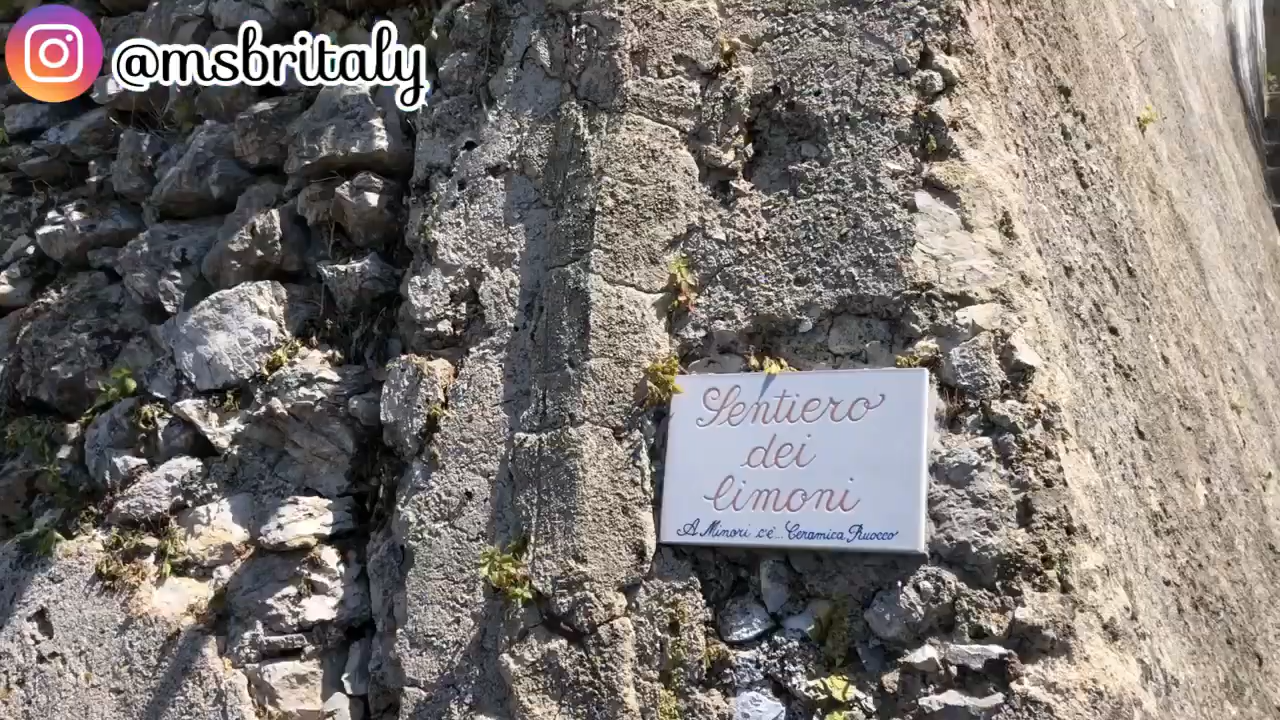 @msbritaly
Sentiero
dei
limoni
A Minori c'è... Ceramica Ruocco